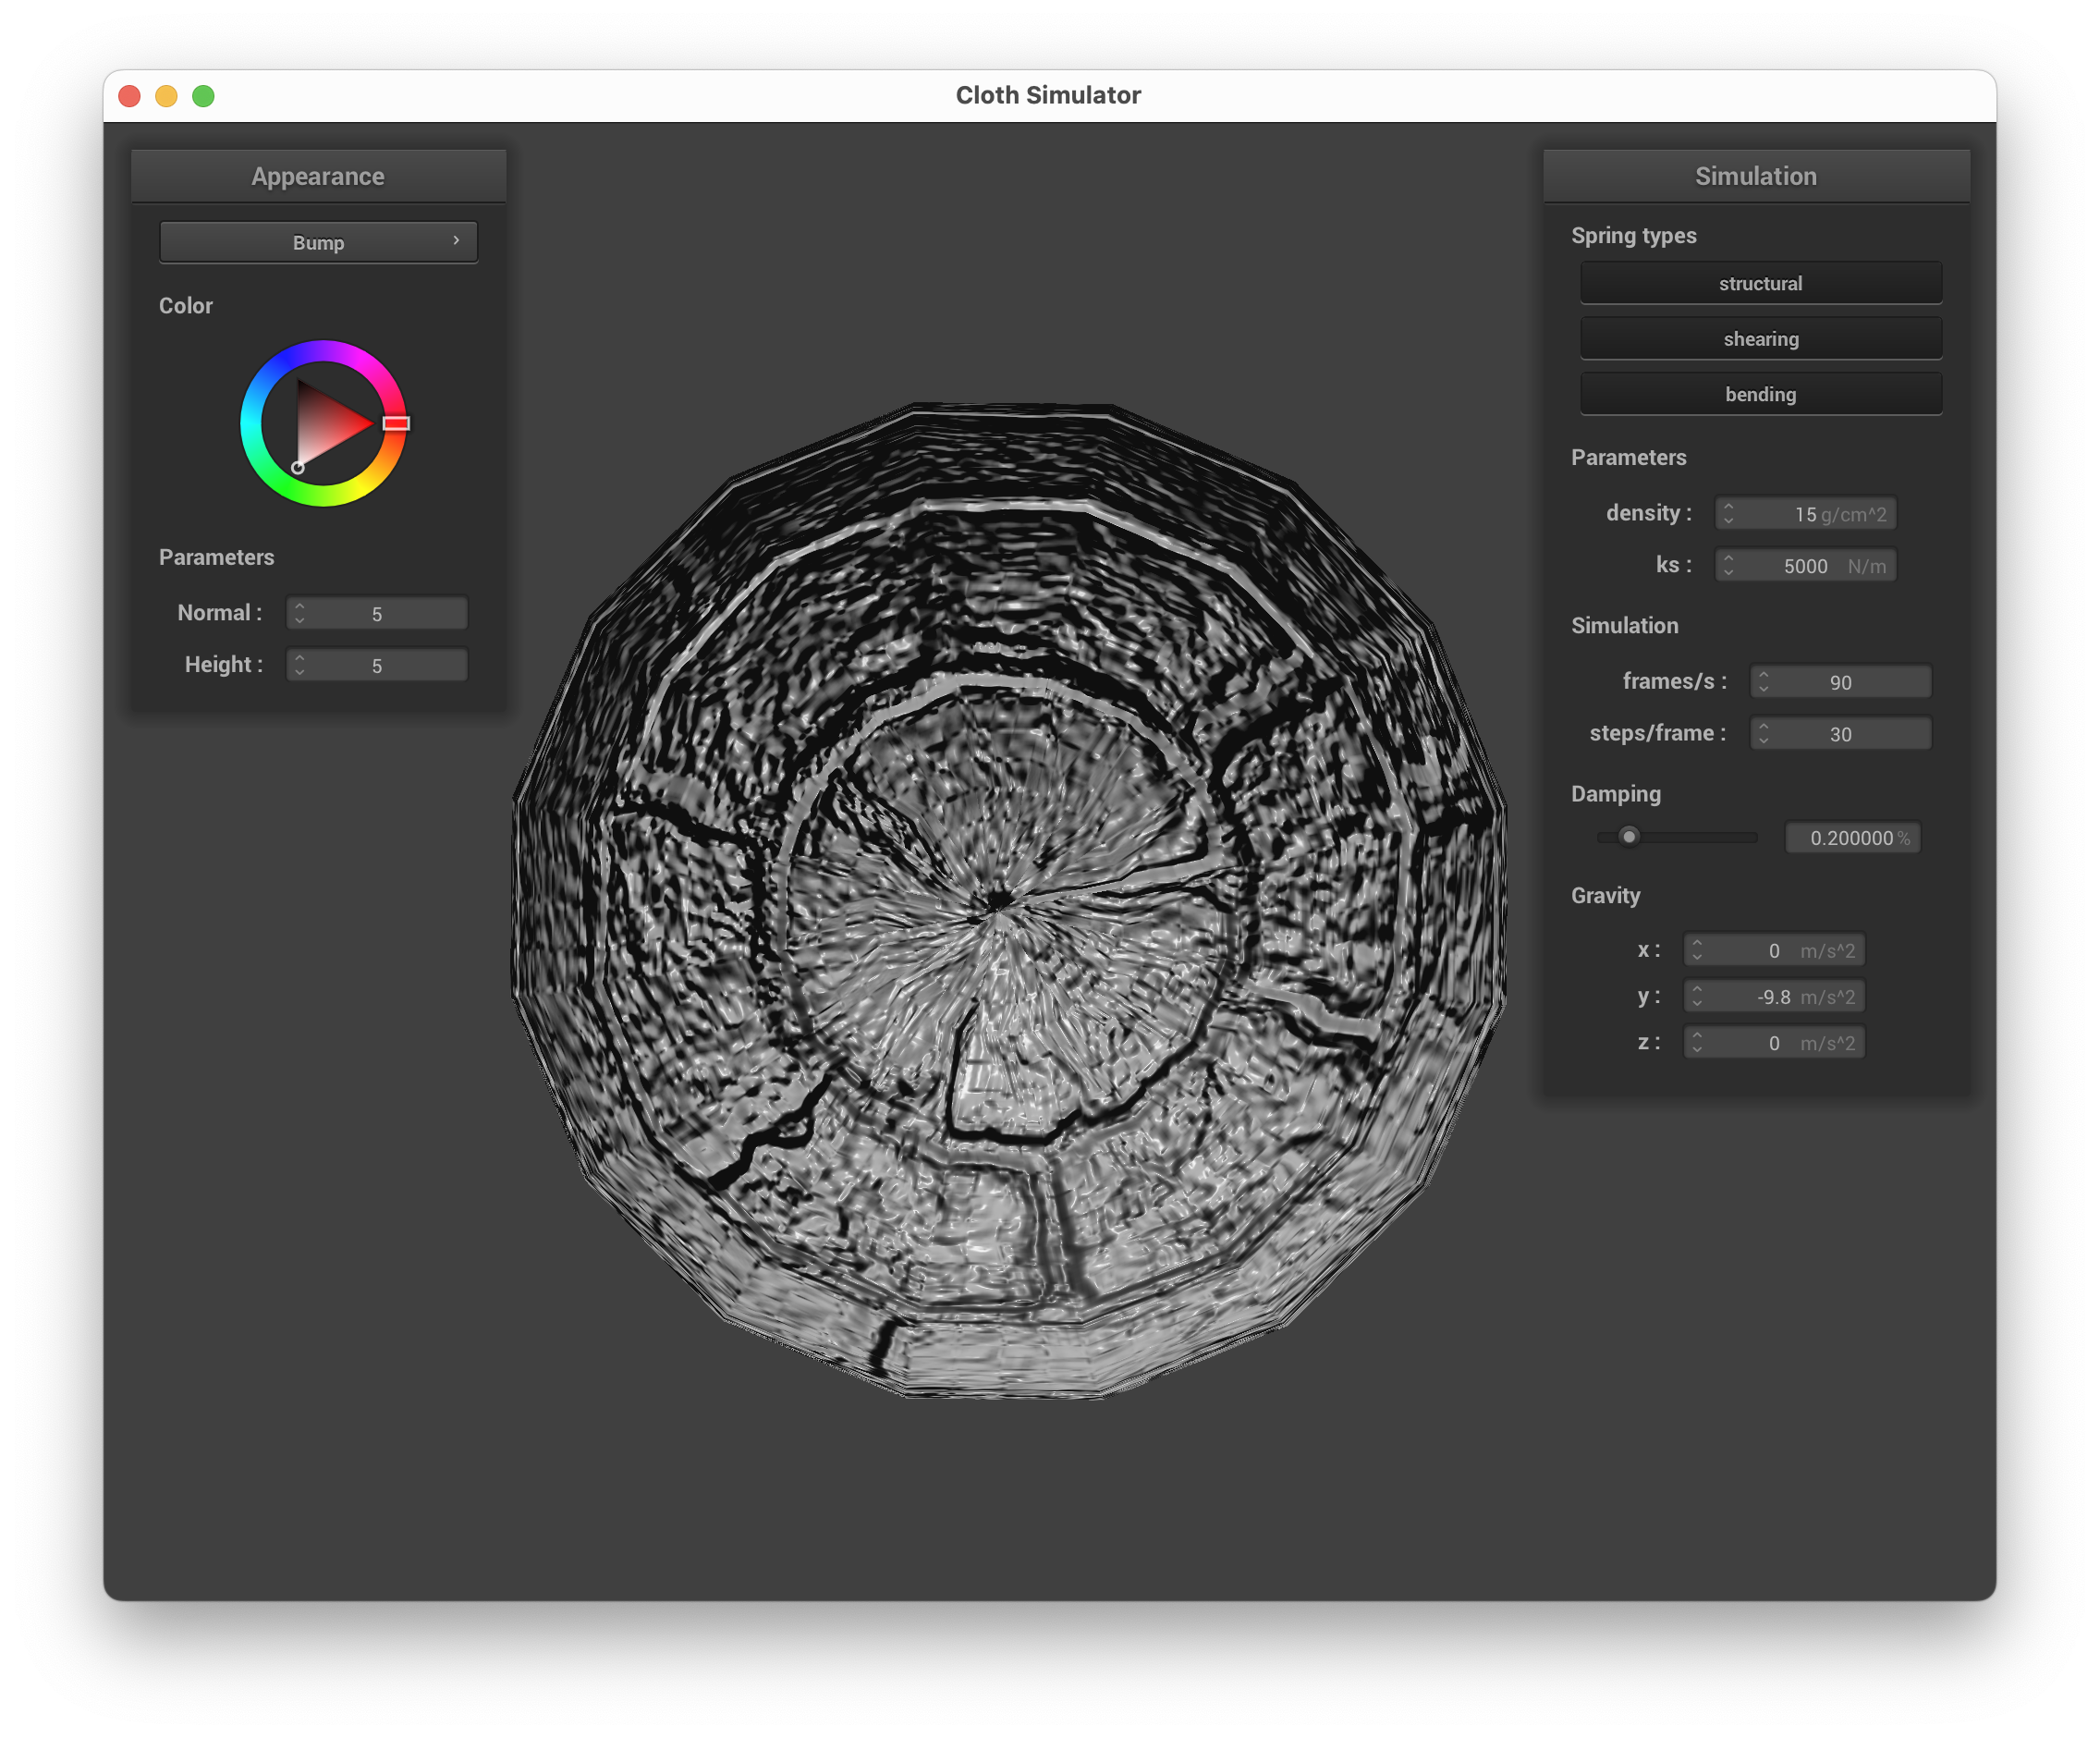 Cloth Simulator
Appearance
Bump
Color
Parameters
Normal : 5
Height : 5
Simulation
Spring types
structural
shearing
bending
Parameters
density : 15 g/cm^2
ks : 5000 N/m
Simulation
frames/s : 90
steps/frame : 30
Damping
0.200000 %
Gravity
x : 0 m/s^2
y : -9.8 m/s^2
z : 0 m/s^2